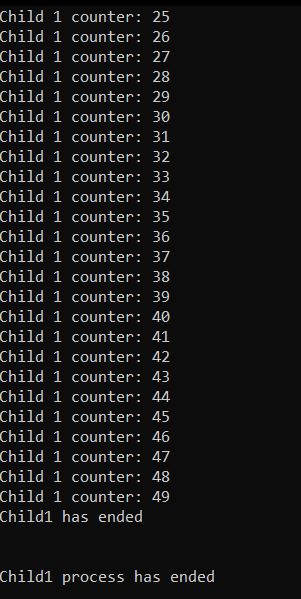 Child 1 counter: 25
Child 1 counter: 26
Child 1 counter: 27
Child 1 counter: 28
Child 1 counter: 29
Child 1 counter: 30
Child 1 counter: 31
Child 1 counter: 32
Child 1 counter: 33
Child 1 counter: 34
Child 1 counter: 35
Child 1 counter: 36
Child 1 counter: 37
Child 1 counter: 38
Child 1 counter: 39
Child 1 counter: 40
Child 1 counter: 41
Child 1 counter: 42
Child 1 counter: 43
Child 1 counter: 44
Child 1 counter: 45
Child 1 counter: 46
Child 1 counter: 47
Child 1 counter: 48
Child 1 counter: 49
Child1 has ended
Child1 process has ended